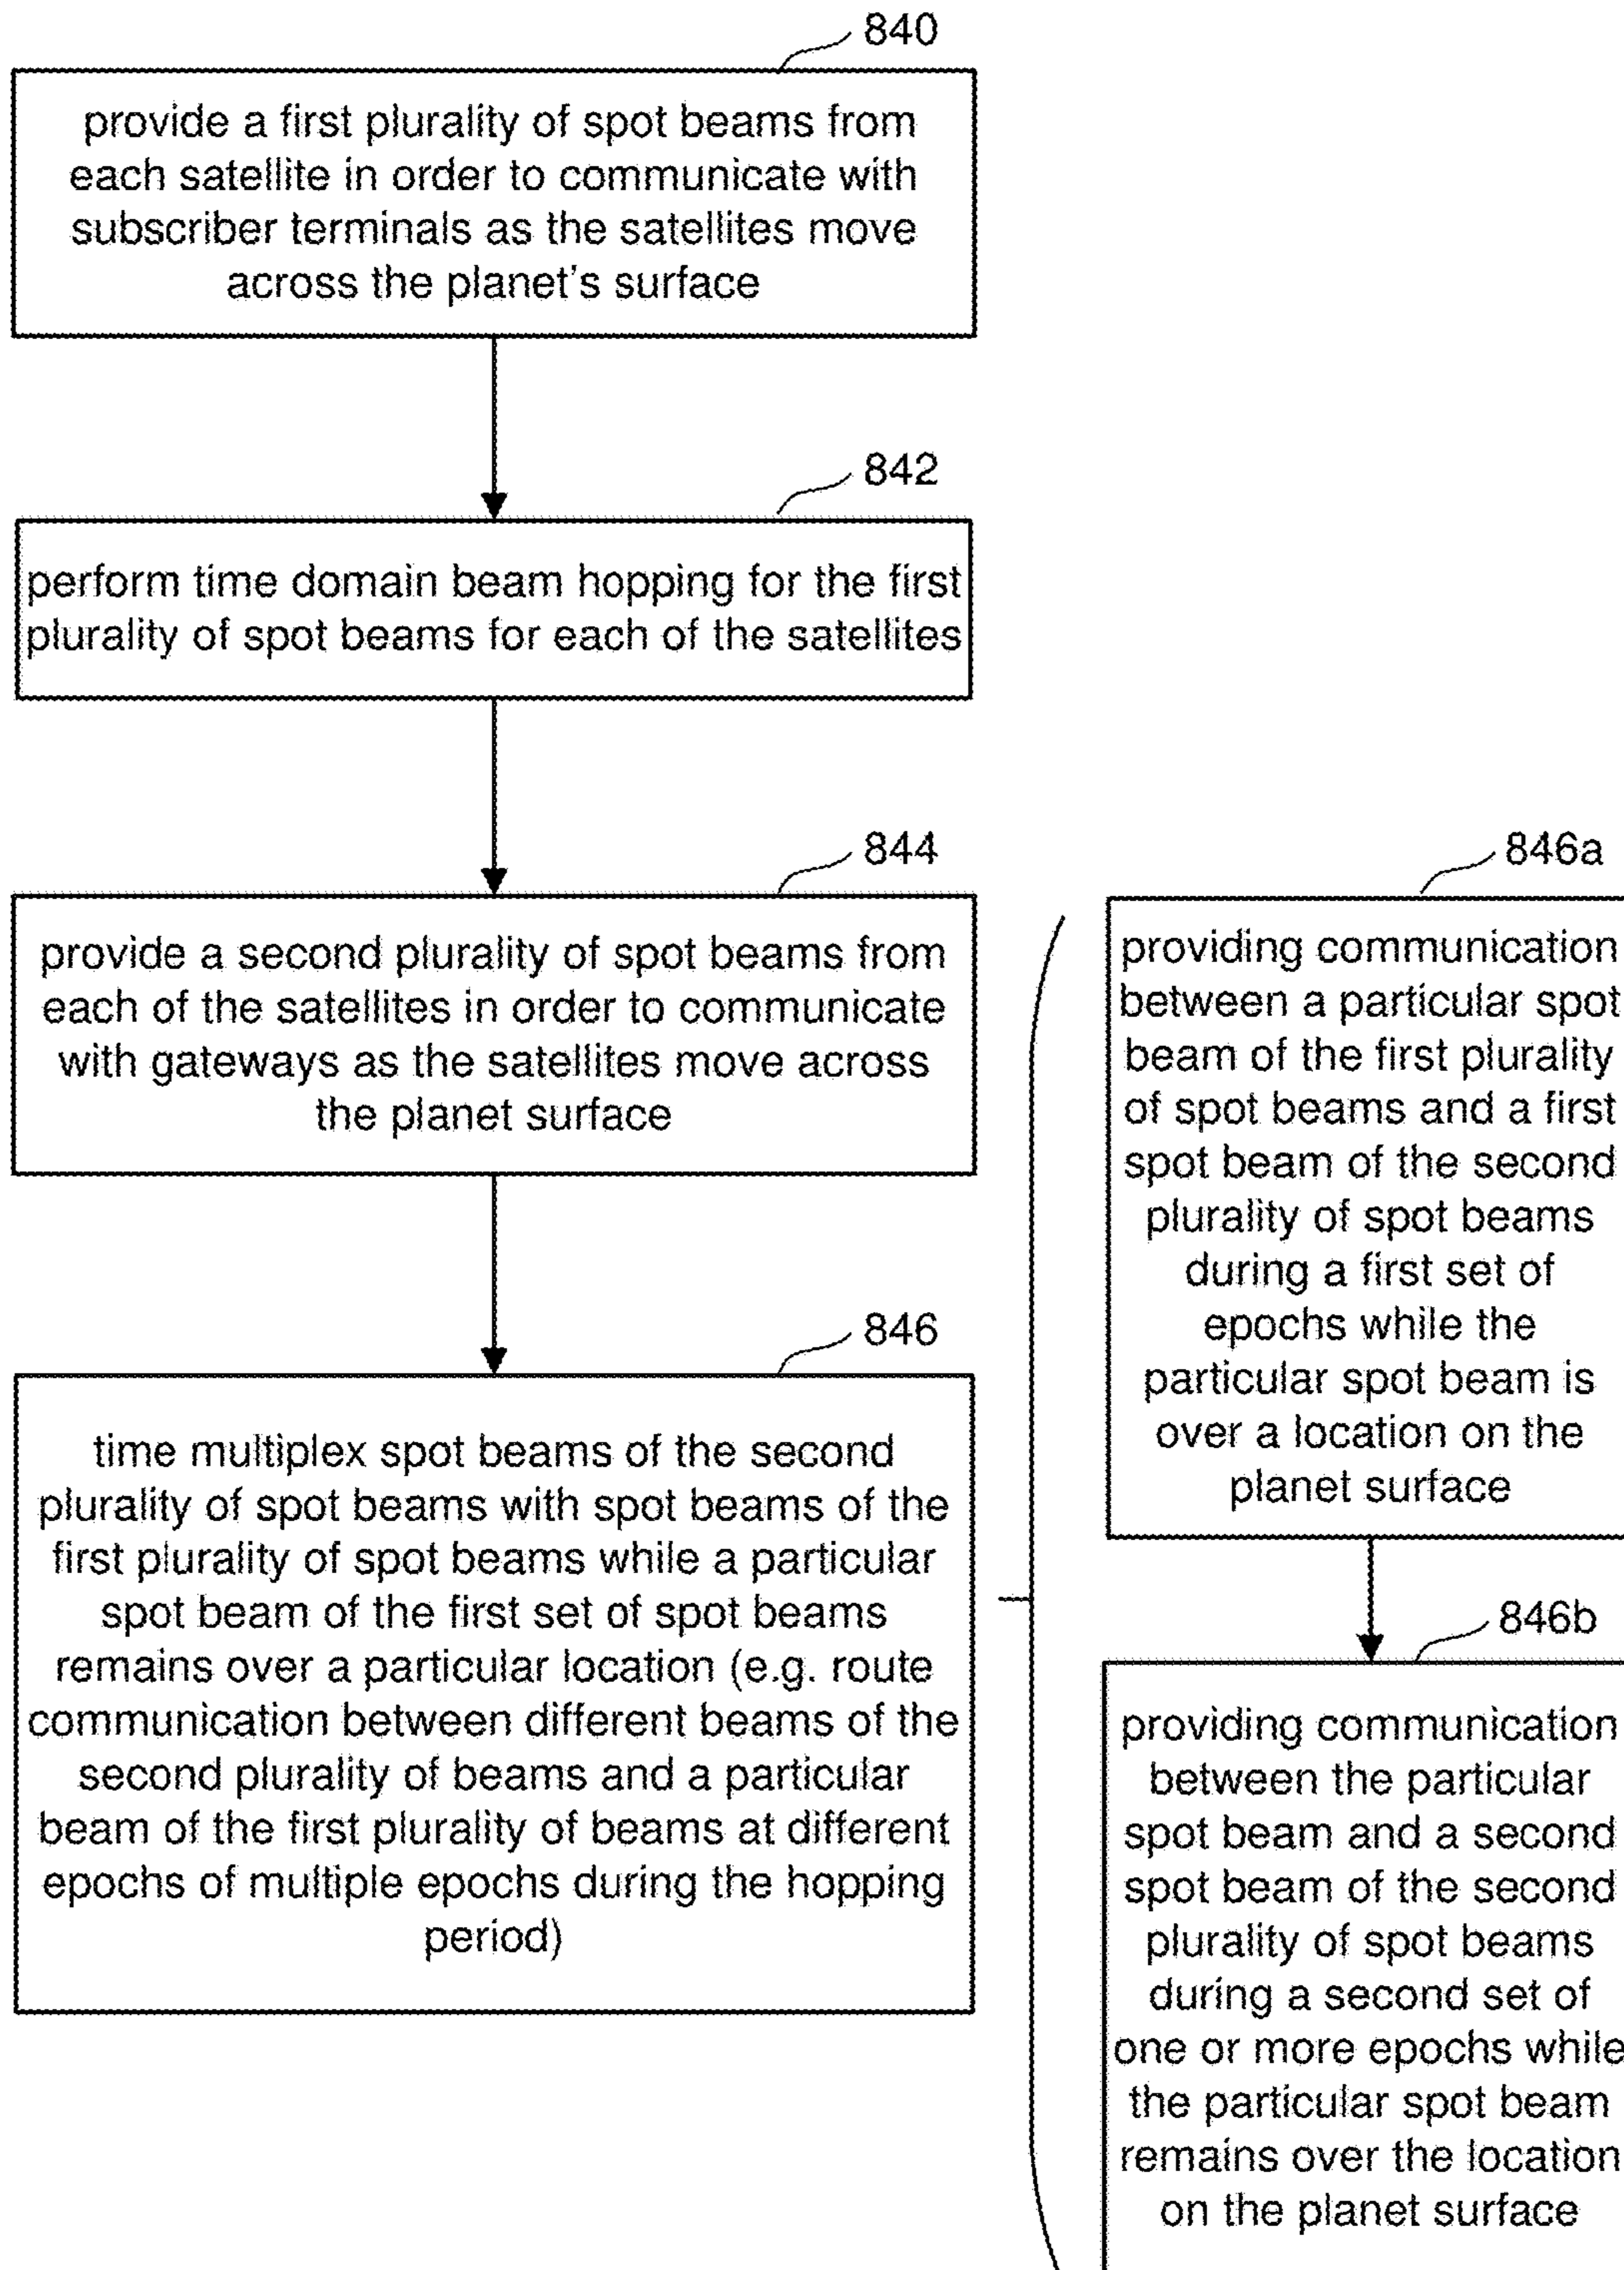 840
provide a first plurality of spot beams from
each satellite in order to communicate with
subscriber terminals as the satellites move
across the planet's surface
842
perform time domain beam hopping for the first
plurality of spot beams for each of the satellites
844
provide a second plurality of spot beams from
each of the satellites in order to communicate
with gateways as the satellites move across
the planet surface
846
time multiplex spot beams of the second
plurality of spot beams with spot beams of the
first plurality of spot beams while a particular
spot beam of the first set of spot beams
remains over a particular location (e.g. route
communication between different beams of the
second plurality of beams and a particular
beam of the first plurality of beams at different
epochs of multiple epochs during the hopping
period)
846a
providing communication
between a particular spot
beam of the first plurality
of spot beams and a first
spot beam of the second
plurality of spot beams
during a first set of
epochs while the
particular spot beam is
over a location on the
planet surface
846b
providing communication
between the particular
spot beam and a second
spot beam of the second
plurality of spot beams
during a second set of
one or more epochs while
the particular spot beam
remains over the location
on the planet surface